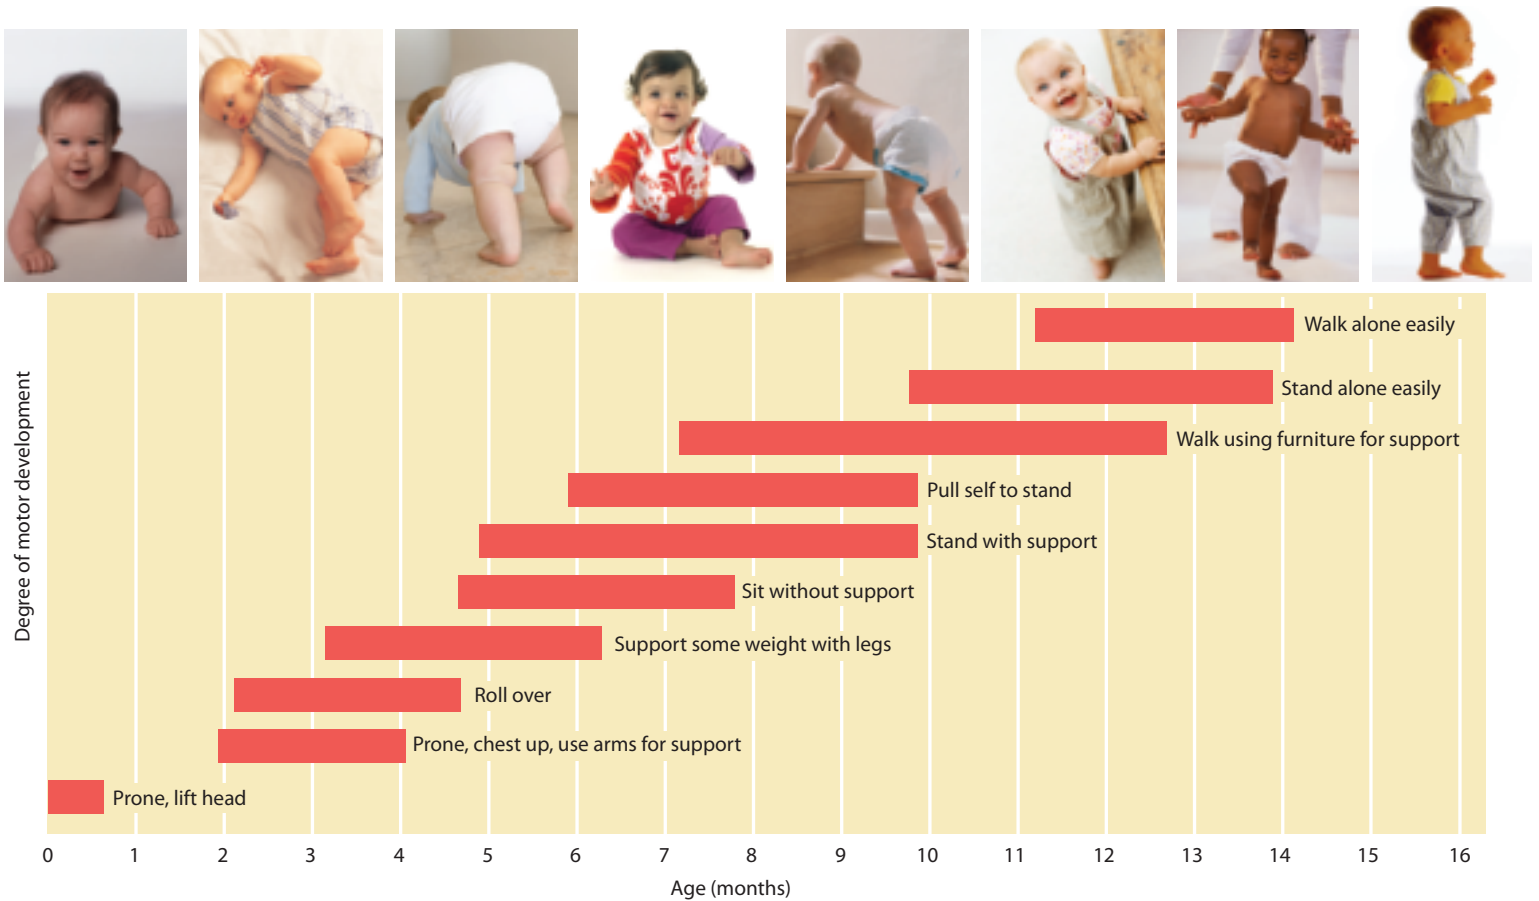 Walk alone easily
Stand alone easily
Walk using furniture for support
Pull self to stand
Stand with support
Sit without support
Support some weight with legs
Roll over
Prone, chest up, use arms for support
Prone, lift head
Degree of motor development
0 1 2 3 4 5 6 7 8 9 10 11 12 13 14 15 16
Age (months)